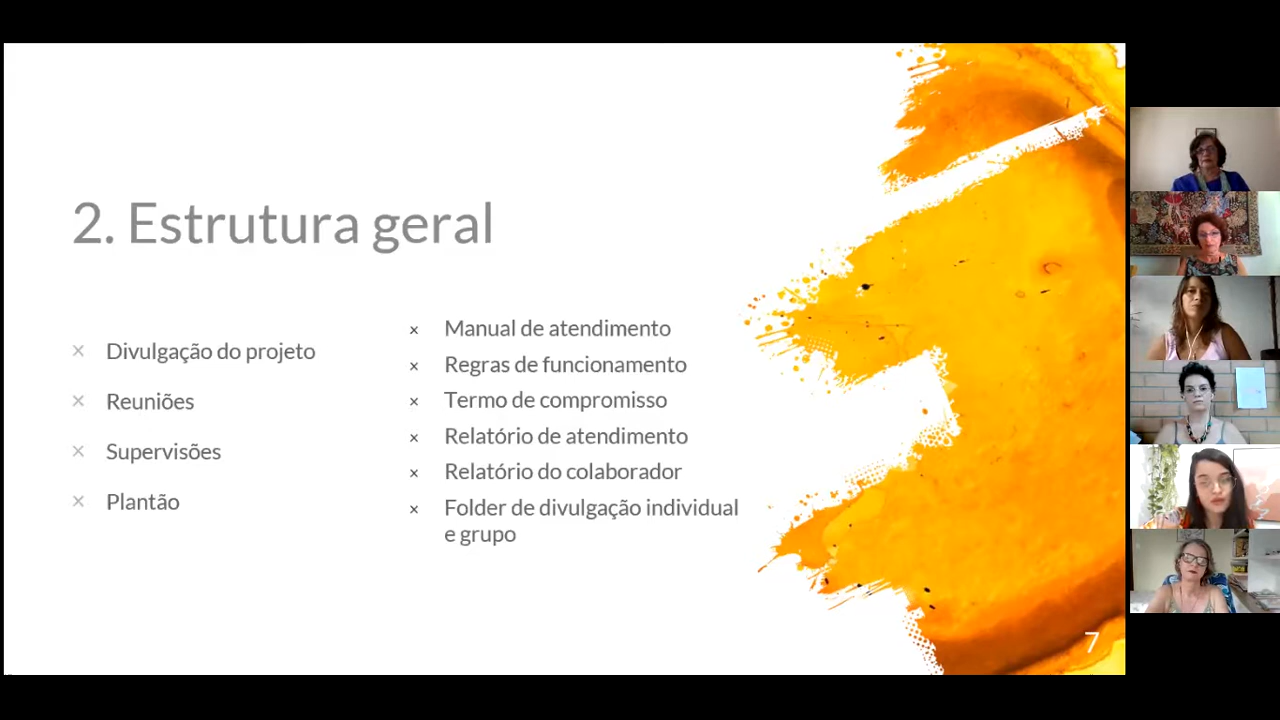 2. Estrutura geral
× Divulgação do projeto
× Reuniões
× Supervisões
× Plantão
× Manual de atendimento
× Regras de funcionamento
× Termo de compromisso
× Relatório de atendimento
× Relatório do colaborador
× Folder de divulgação individual
e grupo
7